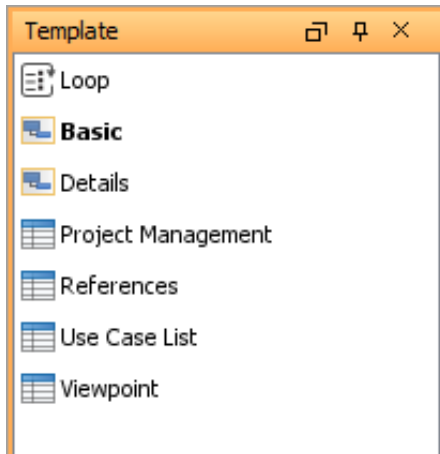 Template
Loop
Basic
Details
Project Management
References
Use Case List
Viewpoint